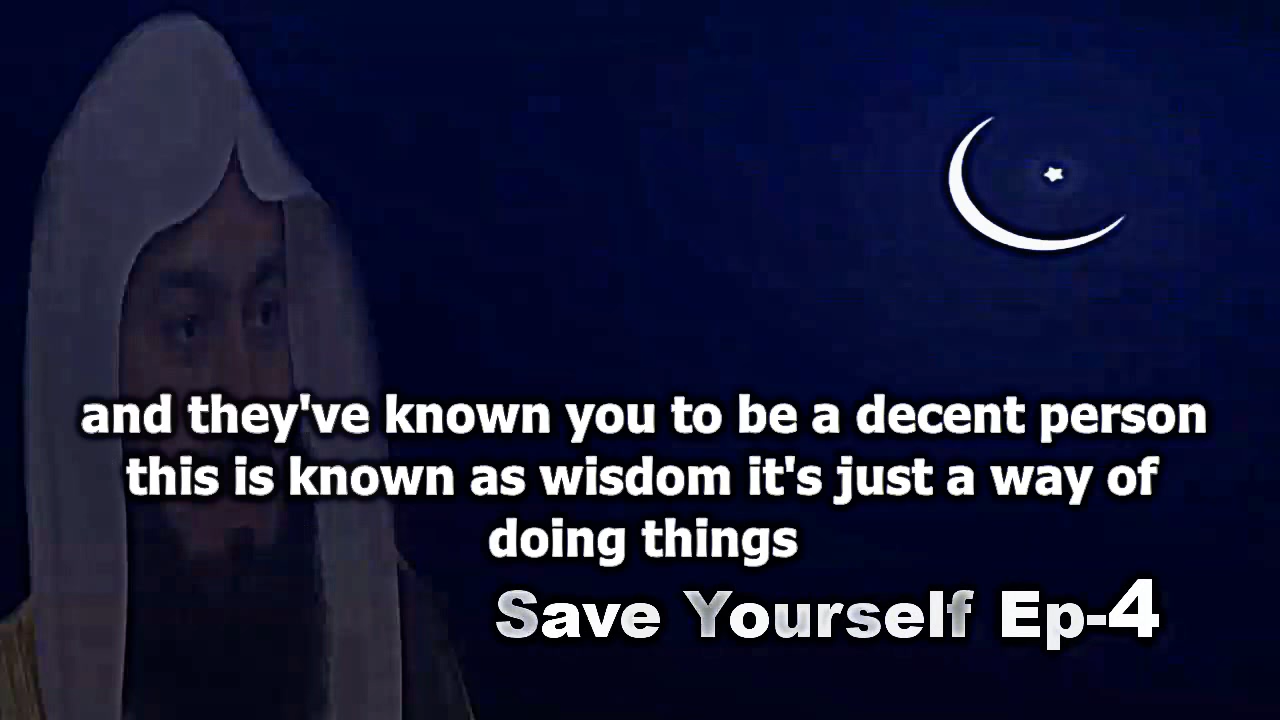 and they've known you to be a decent person
this is known as wisdom it's just a way of
doing things
Save Yourself Ep-4